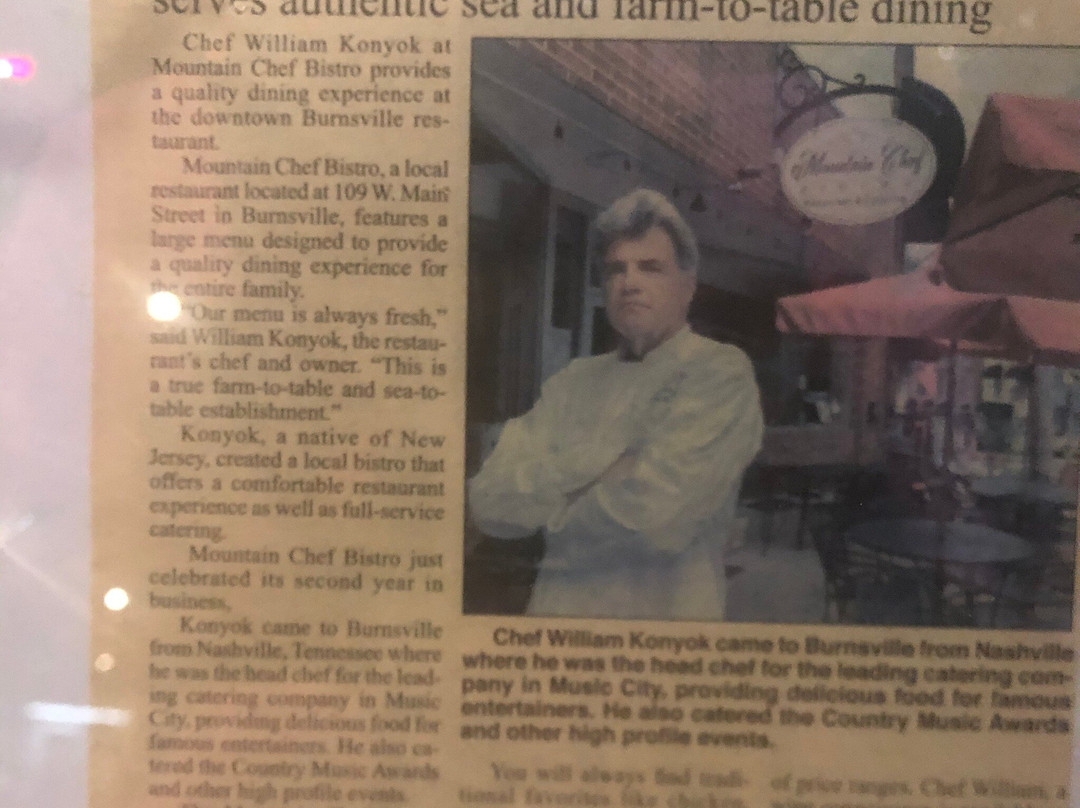 serves authentic sea and farm-to-table dining
Chef William Konyok at
Mountain Chef Bistro provides
a quality dining experience at
the downtown Burnsville res-
taurant.
Mountain Chef Bistro, a local
restaurant located at 109 W. Main
Street in Burnsville, features a
large menu designed to provide
a quality dining experience for
the entire family.
"Our menu is always fresh,"
said William Konyok, the restau-
rant's chef and owner. "This is
a true farm-to-table and sea-to-
table establishment."
Konyok, a native of New
Jersey, created a local bistro that
offers a comfortable restaurant
experience as well as full-service
catering.
Mountain Chef Bistro just
celebrated its second year in
business,
Konyok came to Burnsville
from Nashville, Tennessee where
he was the head chef for the lead-
ing catering company in Music
City, providing delicious food for
famous entertainers. He also ca-
tered the Country Music Awards
and other high profile events.
Mountain Chef
Chef William Konyok came to Burnsville from Nashville
where he was the head chef for the leading catering com-
pany in Music City, providing delicious food for famous
entertainers. He also catered the Country Music Awards
and other high profile events.
You will always find tradi-
tional favorites like chicken,
of price ranges. Chef William, a